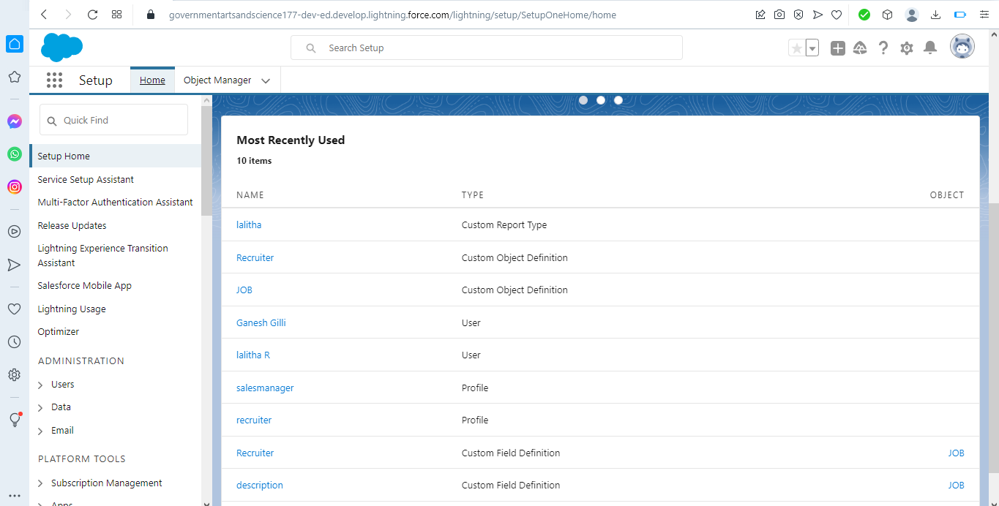 governmentartsandscience177-dev-ed.develop.lightning.force.com/lightning/setup/SetupOneHome/home
Search Setup
Setup
Home
Object Manager
Quick Find
Setup Home
Service Setup Assistant
Multi-Factor Authentication Assistant
Release Updates
Lightning Experience Transition
Assistant
Salesforce Mobile App
Lightning Usage
Optimizer
ADMINISTRATION
Users
Data
Email
PLATFORM TOOLS
Subscription Management
Apps
Most Recently Used
10 items
NAME TYPE OBJECT
lalitha Custom Report Type
Recruiter Custom Object Definition
JOB Custom Object Definition
Ganesh Gilli User
lalitha R User
salesmanager Profile
recruiter Profile
Recruiter Custom Field Definition JOB
description Custom Field Definition JOB